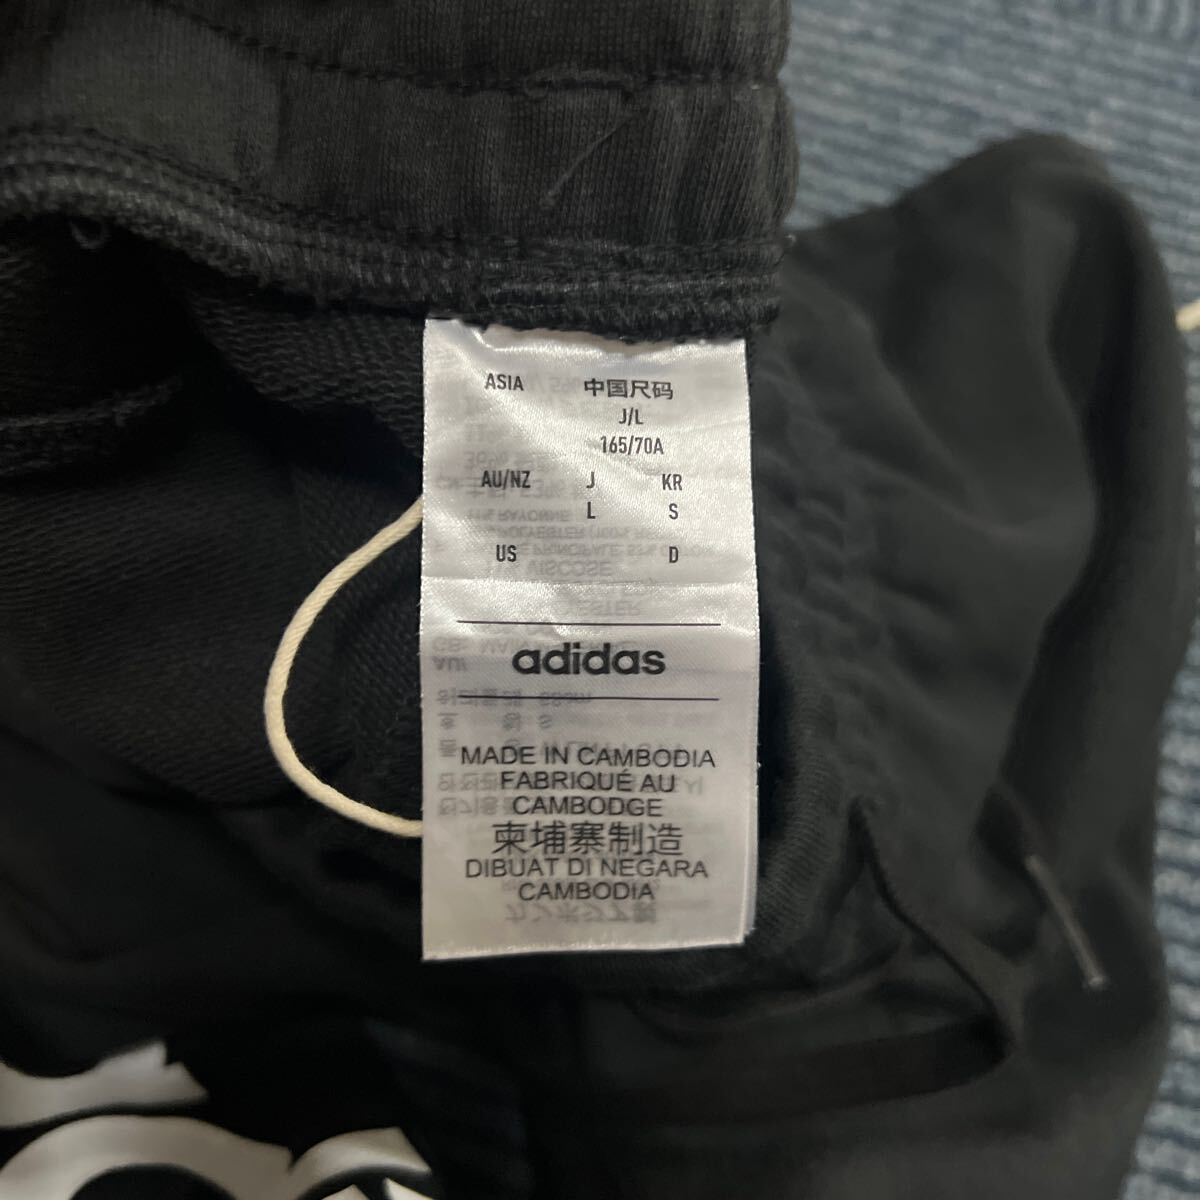 ASIA 中国尺码
J/L
165/70A
AU/NZ J KR
L S
US D
adidas
MADE IN CAMBODIA
FABRIQUÉ AU
CAMBODGE
柬埔寨制造
DIBUAT DI NEGARA
CAMBODIA